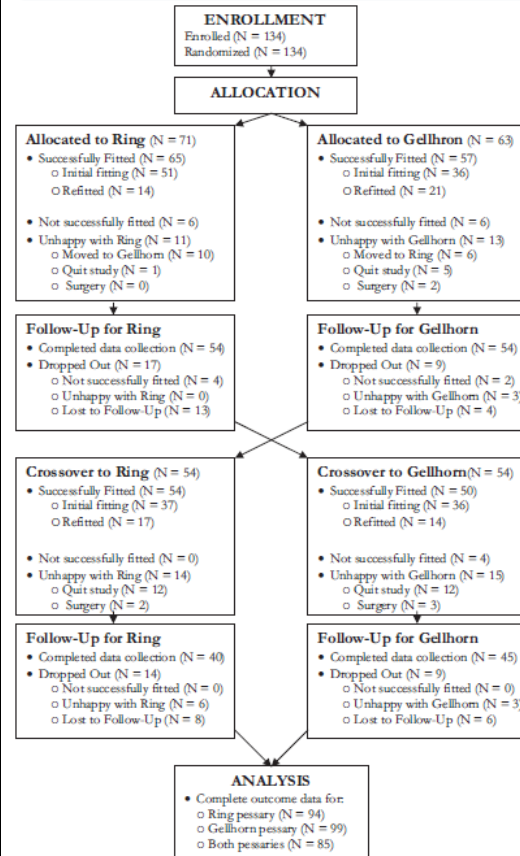 ENROLLMENT
Enrolled (N = 134)
Randomized (N = 134)
ALLOCATION
Allocated to Ring (N = 71)
• Successfully Fitted (N = 65)
o Initial fitting (N = 51)
o Refitted (N = 14)
• Not successfully fitted (N = 6)
• Unhappy with Ring (N = 11)
o Moved to Gellhorn (N = 10)
o Quit study (N = 1)
o Surgery (N = 0)
Allocated to Gellhron (N = 63)
• Successfully Fitted (N = 57)
o Initial fitting (N = 36)
o Refitted (N = 21)
• Not successfully fitted (N = 6)
• Unhappy with Gellhorn (N = 13)
o Moved to Ring (N = 6)
o Quit study (N = 5)
o Surgery (N = 2)
Follow-Up for Ring
• Completed data collection (N = 54)
• Dropped Out (N = 17)
o Not successfully fitted (N = 4)
o Unhappy with Ring (N = 0)
o Lost to Follow-Up (N = 13)
Follow-Up for Gellhorn
• Completed data collection (N = 54)
• Dropped Out (N = 9)
o Not successfully fitted (N = 2)
o Unhappy with Gellhorn (N = 3)
o Lost to Follow-Up (N = 4)
Crossover to Ring (N = 54)
• Successfully Fitted (N = 54)
o Initial fitting (N = 37)
o Refitted (N = 17)
• Not successfully fitted (N = 0)
• Unhappy with Ring (N = 14)
o Quit study (N = 12)
o Surgery (N = 2)
Crossover to Gellhorn(N = 54)
• Successfully Fitted (N = 50)
o Initial fitting (N = 36)
o Refitted (N = 14)
• Not successfully fitted (N = 4)
• Unhappy with Gellhorn (N = 15)
o Quit study (N = 12)
o Surgery (N = 3)
Follow-Up for Ring
• Completed data collection (N = 40)
• Dropped Out (N = 14)
o Not successfully fitted (N = 0)
o Unhappy with Ring (N = 6)
o Lost to Follow-Up (N = 8)
Follow-Up for Gellhorn
• Completed data collection (N = 45)
• Dropped Out (N = 9)
o Not successfully fitted (N = 0)
o Unhappy with Gellhorn (N = 3)
o Lost to Follow-Up (N = 6)
ANALYSIS
• Complete outcome data for:
o Ring pessary (N = 94)
o Gellhorn pessary (N = 99)
o Both pessaries (N = 85)